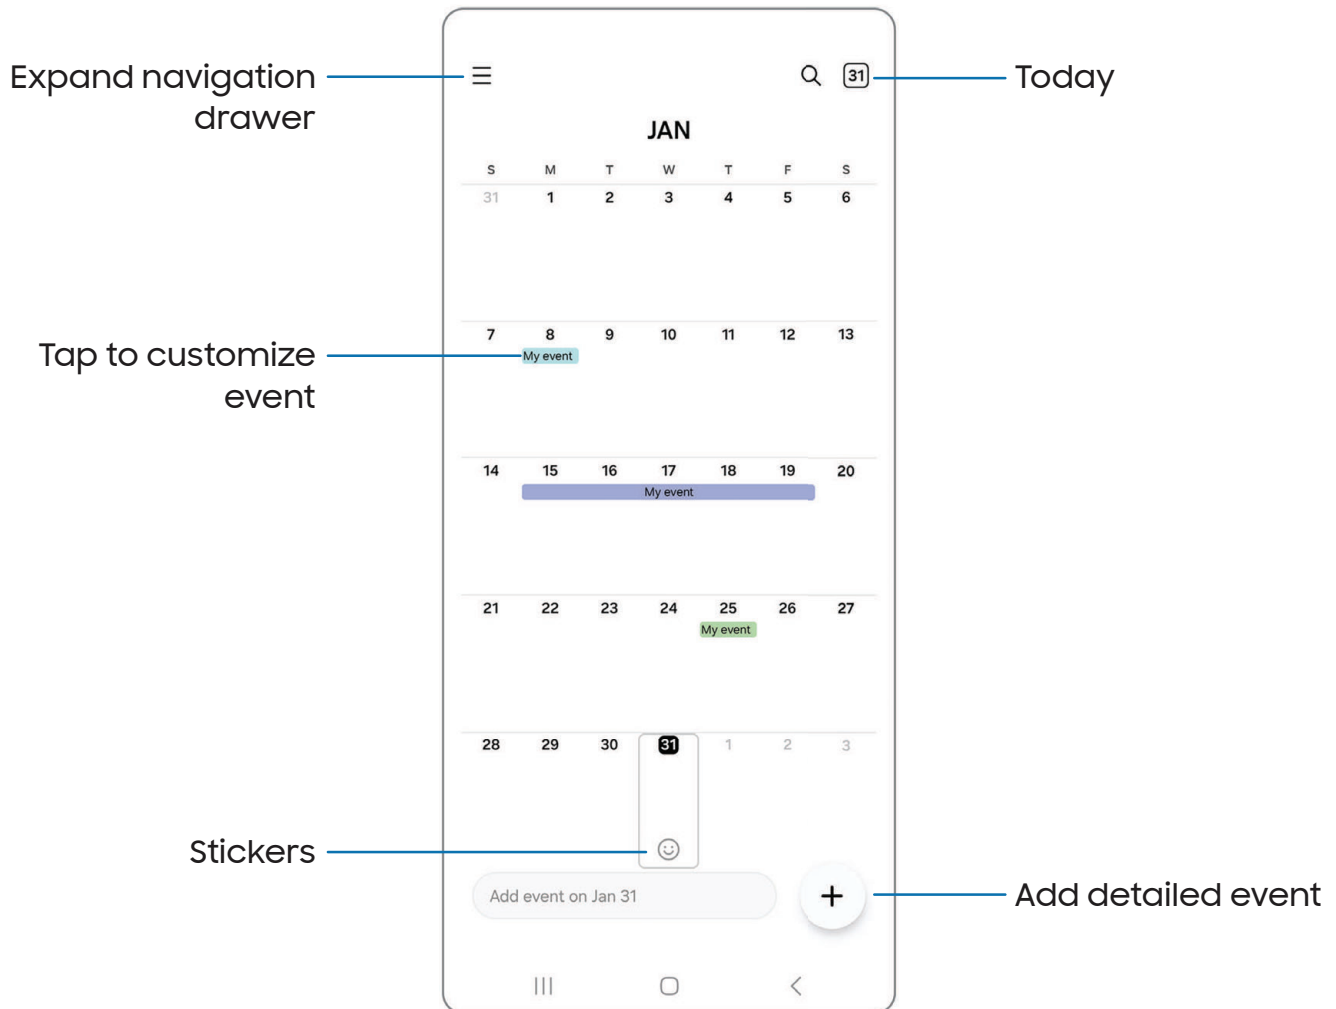 Expand navigation
drawer
31
Today
JAN
S M T W T F S
31 1 2 3 4 5 6
7 8 9 10 11 12 13
My event
Tap to customize
event
14 15 16 17 18 19 20
My event
21 22 23 24 25 26 27
My event
28 29 30 31 1 2 3
Stickers
Add event on Jan 31
+
Add detailed event